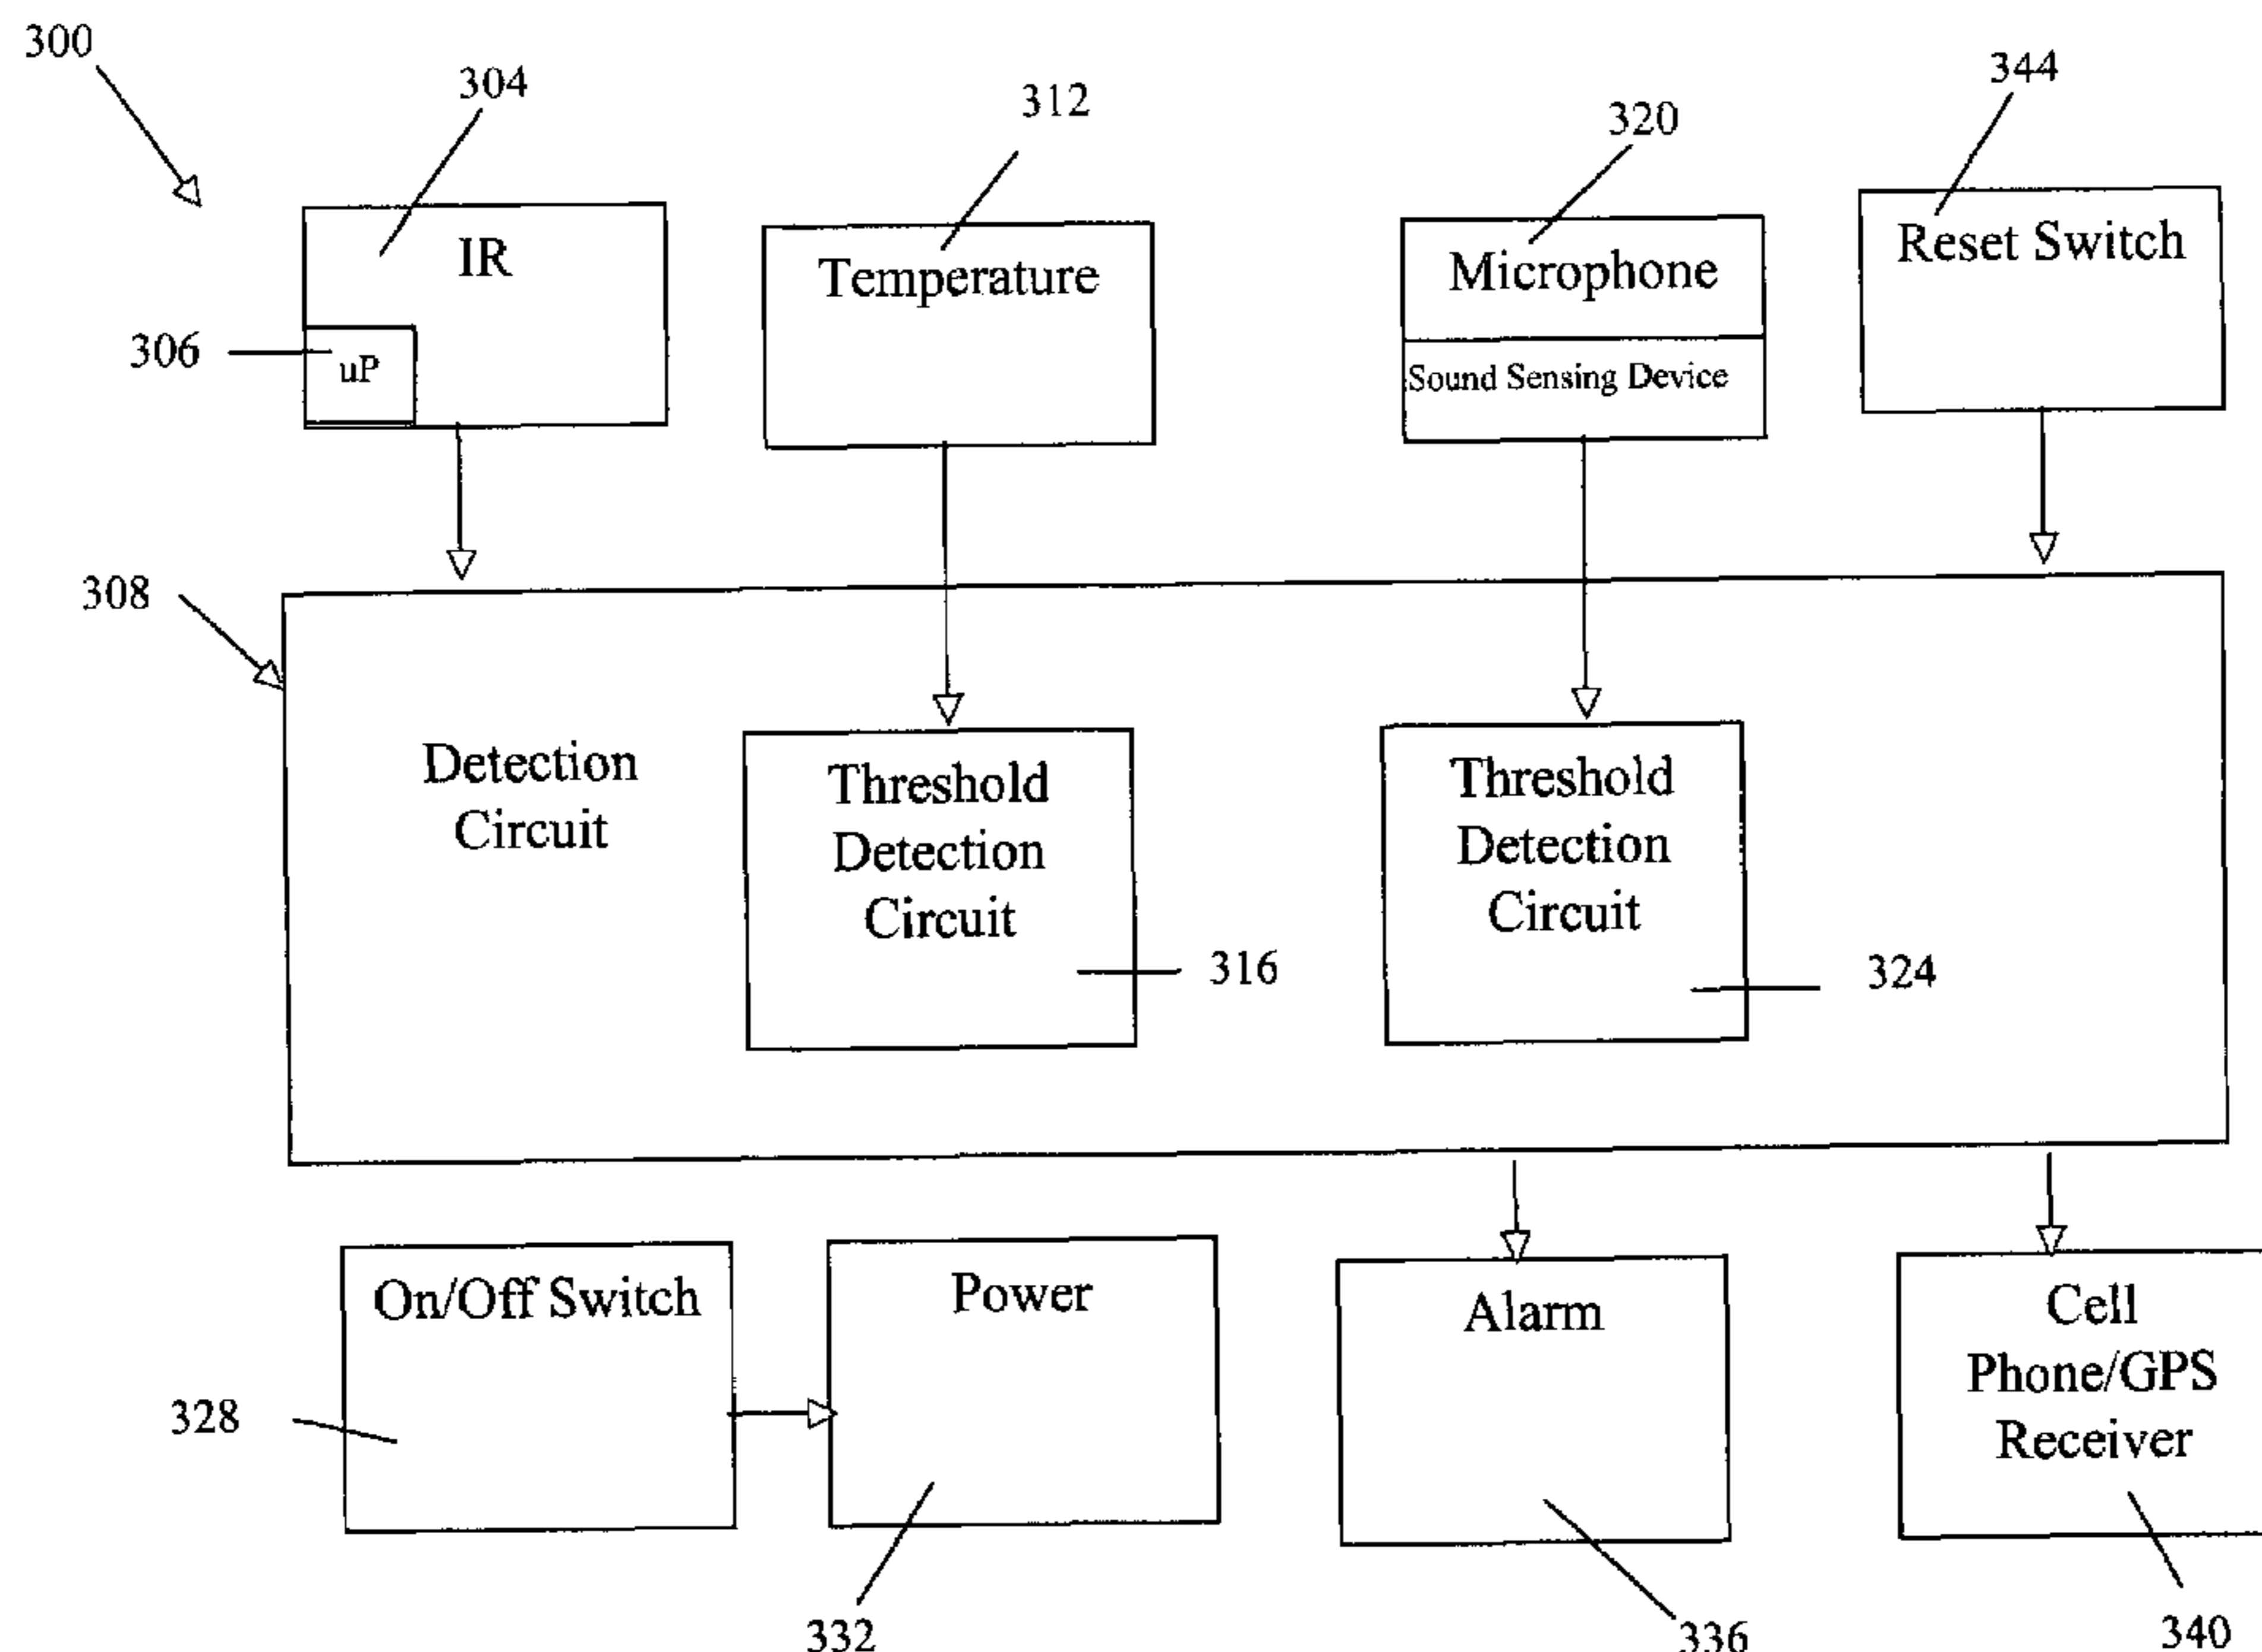 300
304
312
320
344
IR
Temperature
Microphone
Reset Switch
306
uP
Sound Sensing Device
308
Detection
Circuit
Threshold
Detection
Circuit
316
Threshold
Detection
Circuit
324
On/Off Switch
Power
Alarm
Cell
Phone/GPS
Receiver
328
332
336
340